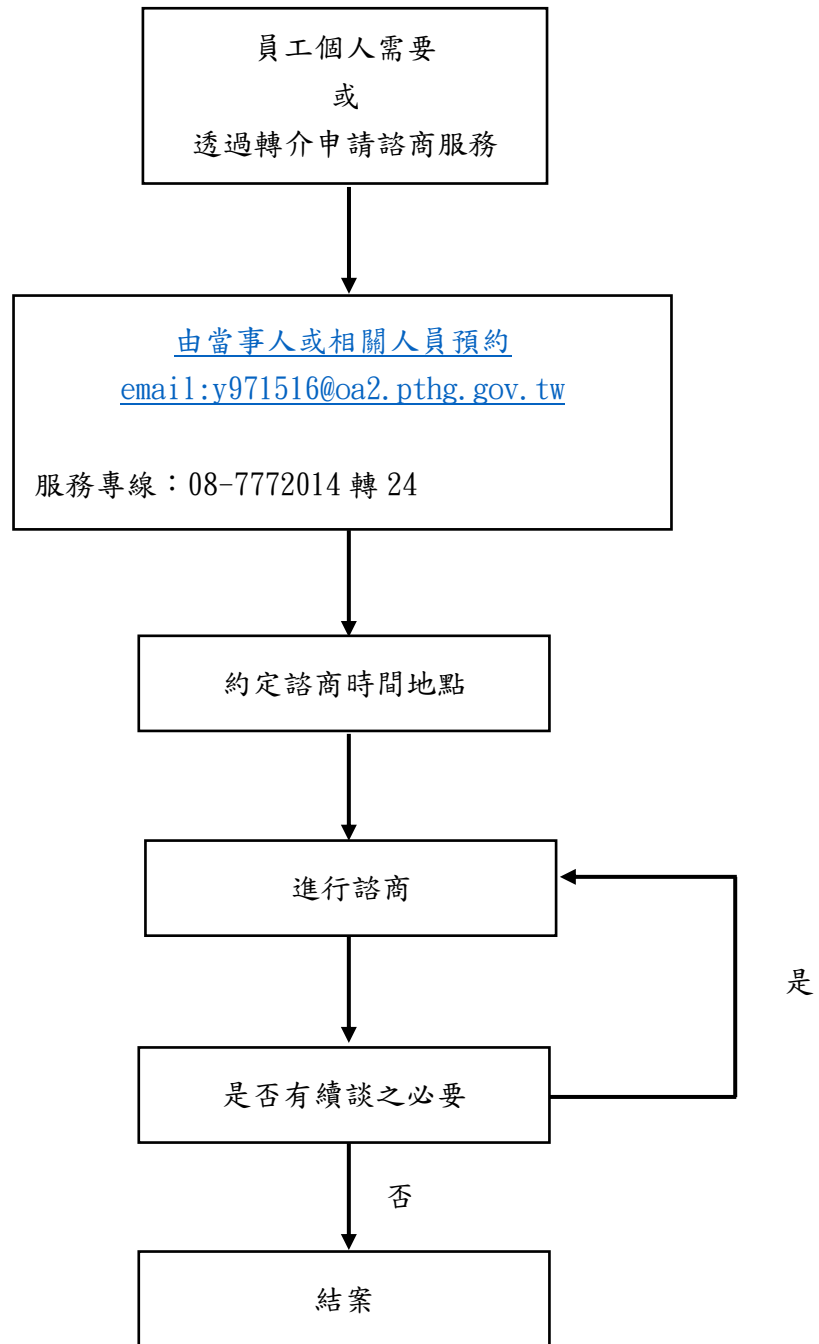 員工個人需要
或
透過轉介申請諮商服務
由當事人或相關人員預約
email:y971516@oa2.pthg.gov.tw
服務專線：08-7772014 轉 24
約定諮商時間地點
進行諮商
是
是否有續談之必要
否
結案